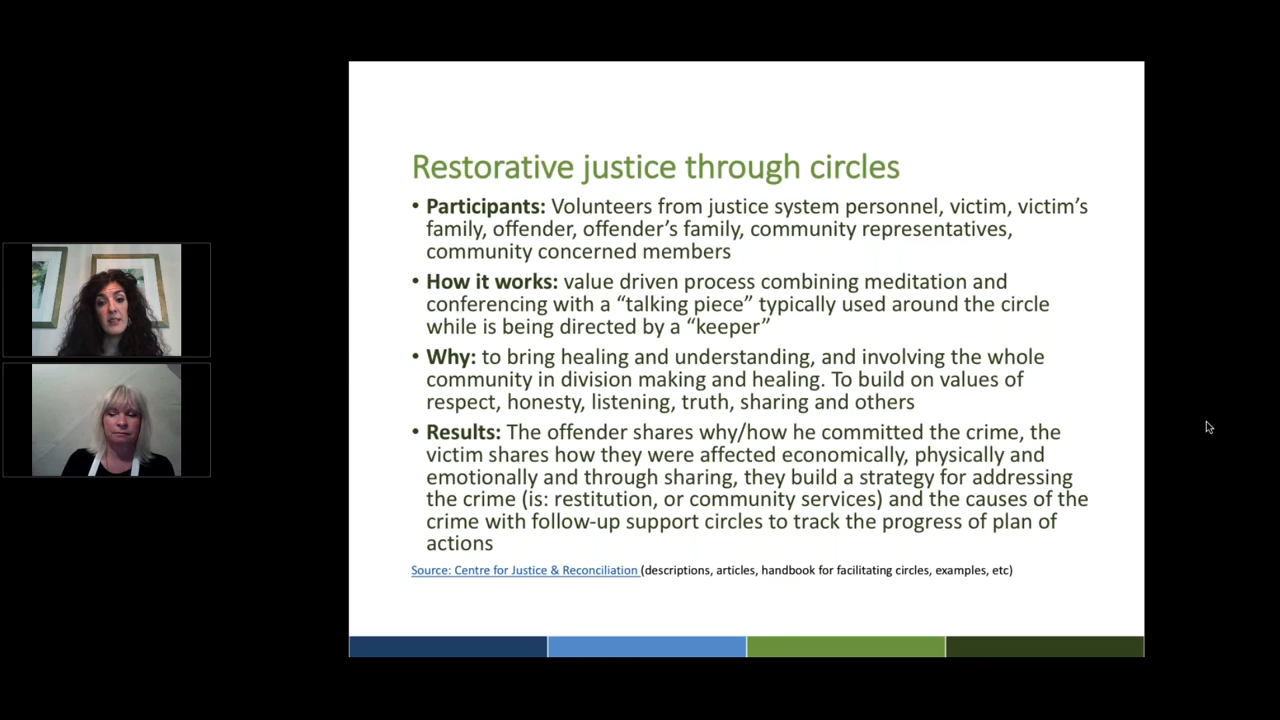 Restorative justice through circles
• Participants: Volunteers from justice system personnel, victim, victim's
family, offender, offender's family, community representatives,
community concerned members
• How it works: value driven process combining meditation and
conferencing with a “talking piece” typically used around the circle
while is being directed by a “keeper”
• Why: to bring healing and understanding, and involving the whole
community in division making and healing. To build on values of
respect, honesty, listening, truth, sharing and others
• Results: The offender shares why/how he committed the crime, the
victim shares how they were affected economically, physically and
emotionally and through sharing, they build a strategy for addressing
the crime (is: restitution, or community services) and the causes of the
crime with follow-up support circles to track the progress of plan of
actions
Source: Centre for Justice & Reconciliation (descriptions, articles, handbook for facilitating circles, examples, etc)